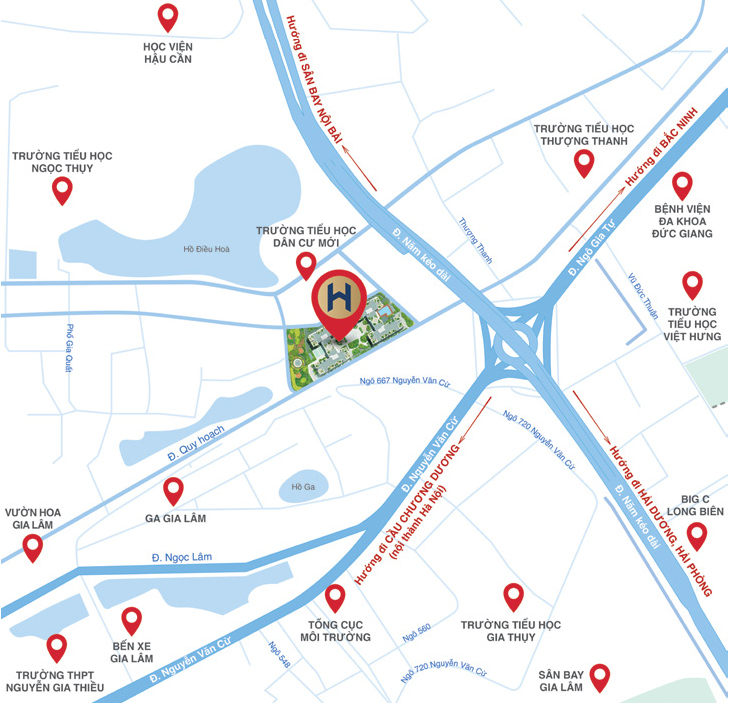 HỌC VIỆN
HẬU CẦN
Hướng đi SÂN BAY NỘI BÀI
TRƯỜNG TIỂU HỌC
THƯỢNG THANH
Hướng đi BẮC NINH
TRƯỜNG TIỂU HỌC
NGỌC THỤY
BỆNH VIỆN
ĐA KHOA
ĐỨC GIANG
TRƯỜNG TIỂU HỌC
DÂN CƯ MỚI
Hồ Điều Hoà
Đ. Năm kéo dài
Thượng Thanh
Đ. Ngô Gia Tự
Vũ Đức Thuận
H
TRƯỜNG
TIỂU HỌC
VIỆT HƯNG
Phố Gia Quất
Ngõ 667 Nguyễn Văn Cừ
Ngõ 720 Nguyễn Văn Cừ
Đ. Quy hoạch
Đ. Nguyễn Văn Cừ
Hướng đi CẦU CHƯƠNG DƯƠNG
(nội thành Hà Nội)
Hướng đi HẢI DƯƠNG, HẢI PHÒNG
Đ. Năm kéo dài
Hồ Ga
BIG C
LONG BIÊN
VƯỜN HOA
GIA LÂM
GA GIA LÂM
Đ. Ngọc Lâm
TỔNG CỤC
MÔI TRƯỜNG
TRƯỜNG TIỂU HỌC
GIA THỤY
Ngõ 560
BẾN XE
GIA LÂM
Đ. Nguyễn Văn Cừ
Ngõ 548
Ngõ 720 Nguyễn Văn Cừ
TRƯỜNG THPT
NGUYỄN GIA THIỀU
SÂN BAY
GIA LÂM